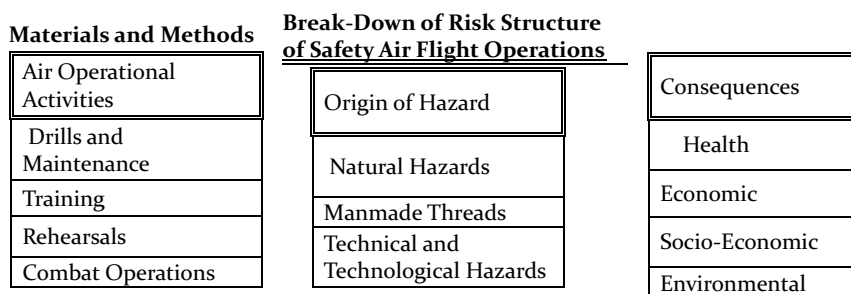 Materials and Methods
Break-Down of Risk Structure
of Safety Air Flight Operations
Air Operational
Activities
Drills and
Maintenance
Training
Rehearsals
Combat Operations
Origin of Hazard
Natural Hazards
Manmade Threads
Technical and
Technological Hazards
Consequences
Health
Economic
Socio-Economic
Environmental